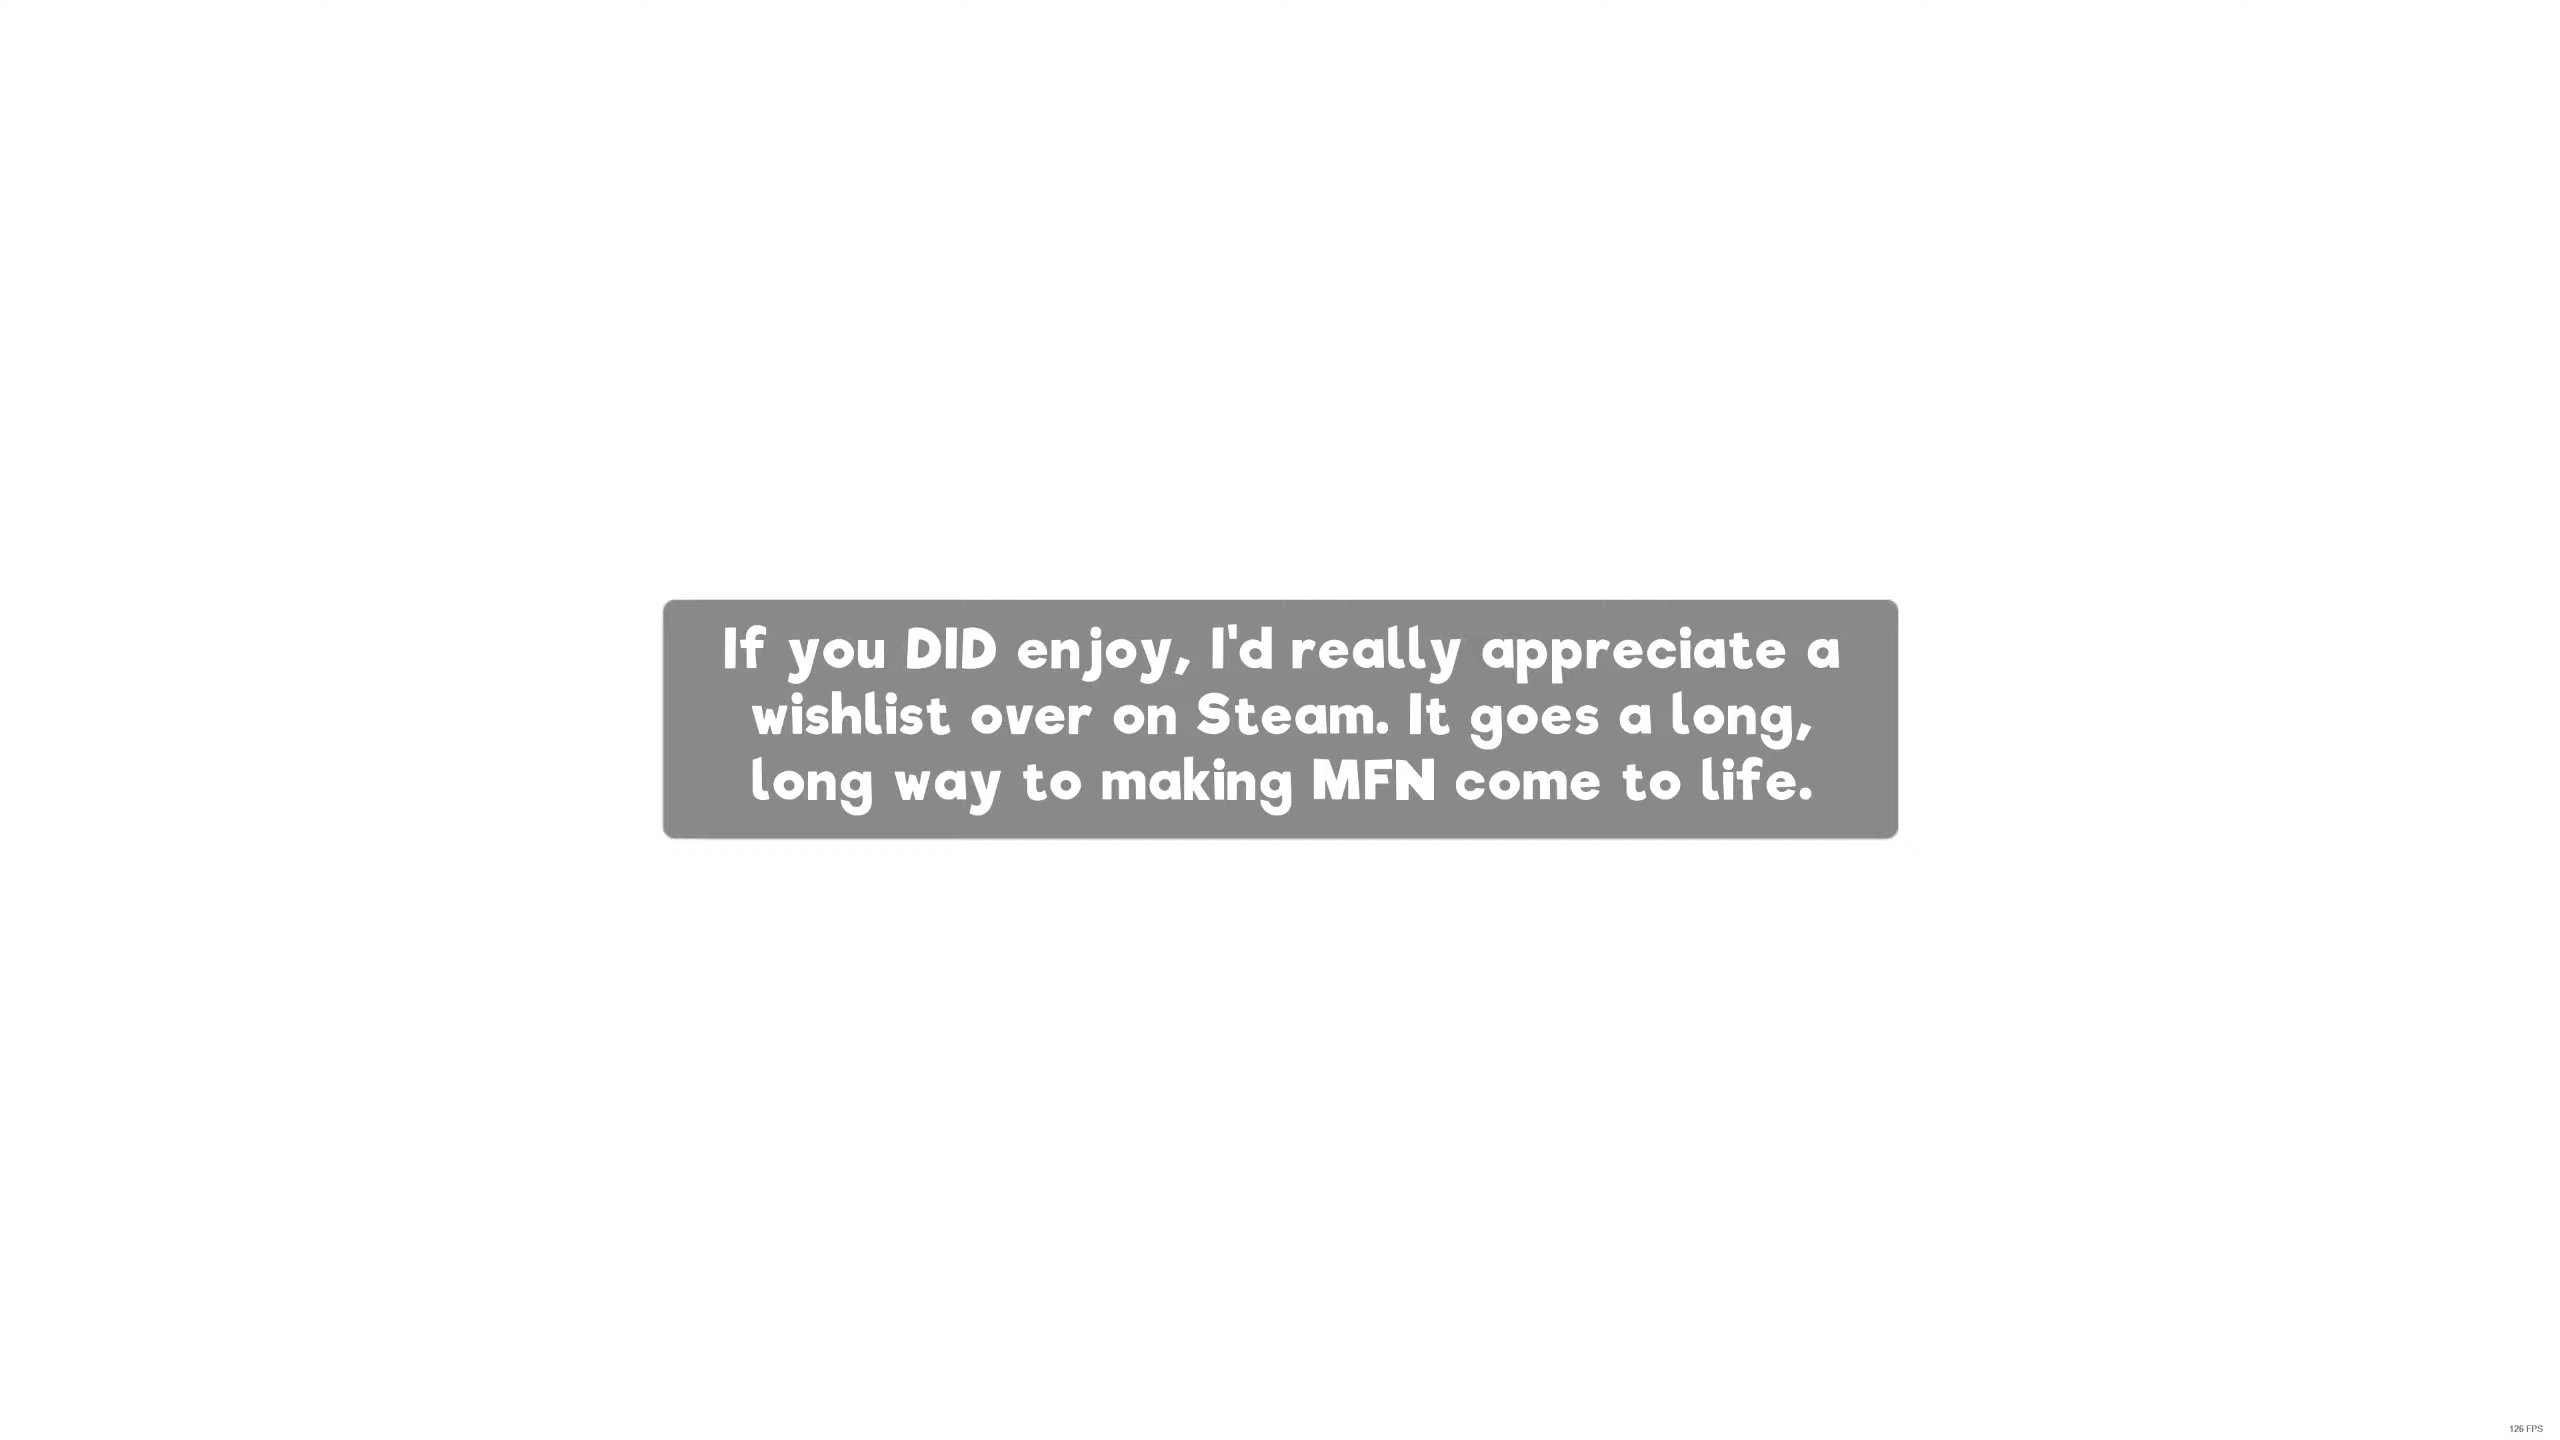 If you DID enjoy, I'd really appreciate a
wishlist over on Steam. It goes a long,
long way to making MFN come to life.
126 FPS